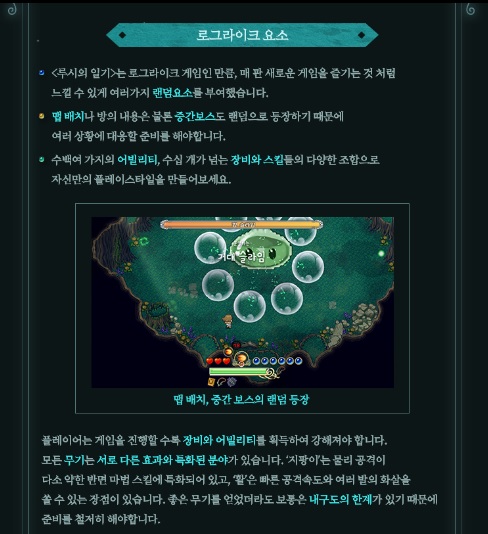 로그라이크 요소
<루시의 일기>는 로그라이크 게임인 만큼, 매 판 새로운 게임을 즐기는 것 처럼
느낄 수 있게 여러가지 랜덤요소를 부여했습니다.
맵 배치나 방의 내용은 물론 중간보스도 랜덤으로 등장하기 때문에
여러 상황에 대응할 준비를 해야합니다.
수백여 가지의 어빌리티, 수십 개가 넘는 장비와 스킬들의 다양한 조합으로
자신만의 플레이스타일을 만들어보세요.
거대 슬라임
맵 배치, 중간 보스의 랜덤 등장
플레이어는 게임을 진행할 수록 장비와 어빌리티를 획득하여 강해져야 합니다.
모든 무기는 서로 다른 효과와 특화된 분야가 있습니다. '지팡이'는 물리 공격이
다소 약한 반면 마법 스킬에 특화되어 있고, '활'은 빠른 공격속도와 여러 발의 화살을
쏠 수 있는 장점이 있습니다. 좋은 무기를 얻었더라도 보통은 내구도의 한계가 있기 때문에
준비를 철저히 해야합니다.